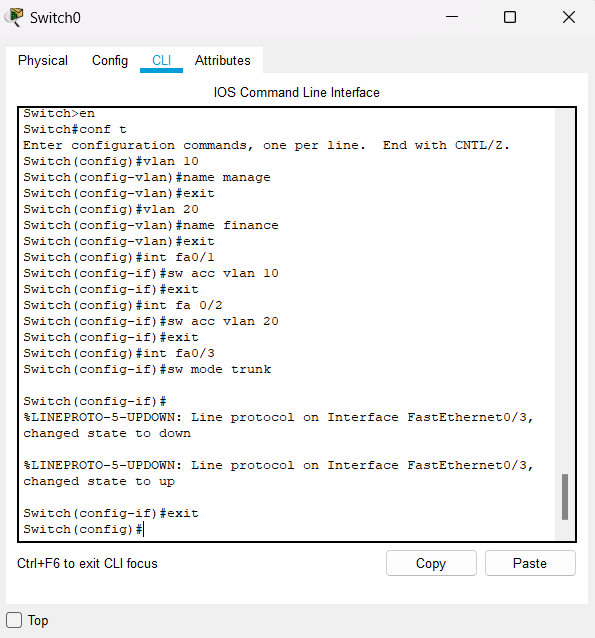 Switch0
Physical Config CLI Attributes
IOS Command Line Interface
Switch>en
Switch#conf t
Enter configuration commands, one per line.  End with CNTL/Z.
Switch(config)#vlan 10
Switch(config-vlan)#name manage
Switch(config-vlan)#exit
Switch(config)#vlan 20
Switch(config-vlan)#name finance
Switch(config-vlan)#exit
Switch(config)#int fa0/1
Switch(config-if)#sw acc vlan 10
Switch(config-if)#exit
Switch(config)#int fa 0/2
Switch(config-if)#sw acc vlan 20
Switch(config-if)#exit
Switch(config)#int fa0/3
Switch(config-if)#sw mode trunk
Switch(config-if)#
%LINEPROTO-5-UPDOWN: Line protocol on Interface FastEthernet0/3,
changed state to down
%LINEPROTO-5-UPDOWN: Line protocol on Interface FastEthernet0/3,
changed state to up
Switch(config-if)#exit
Switch(config)#
Ctrl+F6 to exit CLI focus
Copy Paste
Top